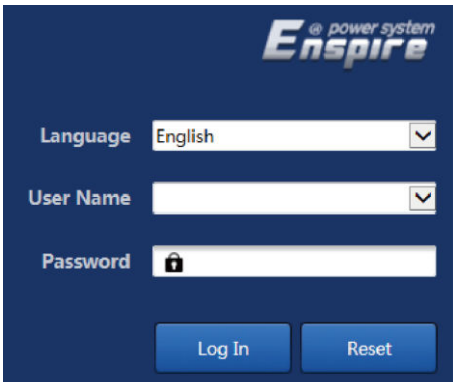 @ power system
Enspire
Language English
User Name
Password
Log In Reset